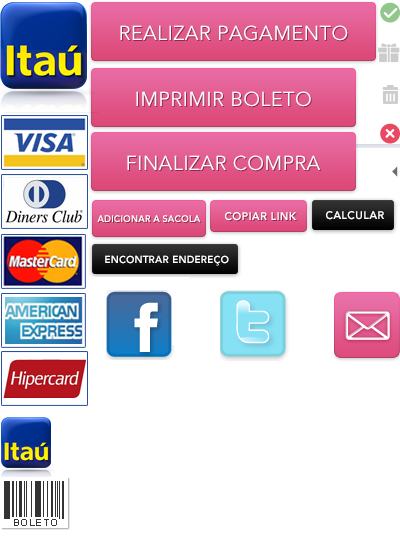 Itaú
REALIZAR PAGAMENTO
IMPRIMIR BOLETO
VISA
FINALIZAR COMPRA
Diners Club
ADICIONAR A SACOLA
COPIAR LINK
CALCULAR
MasterCard
ENCONTRAR ENDEREÇO
AMERICAN
EXPRESS
f
t
Hipercard
Itaú
BOLETO